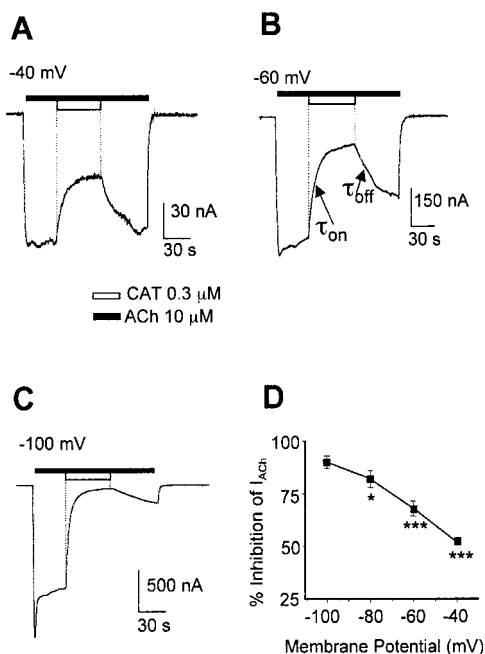 A
-40 mV
30 nA
30 s
B
-60 mV
τoff
τon
150 nA
30 s
CAT 0.3 μM
ACh 10 μM
C
-100 mV
500 nA
30 s
D
% Inhibition of IACh
100
75
50
25
*
***
***
-100 -80 -60 -40
Membrane Potential (mV)